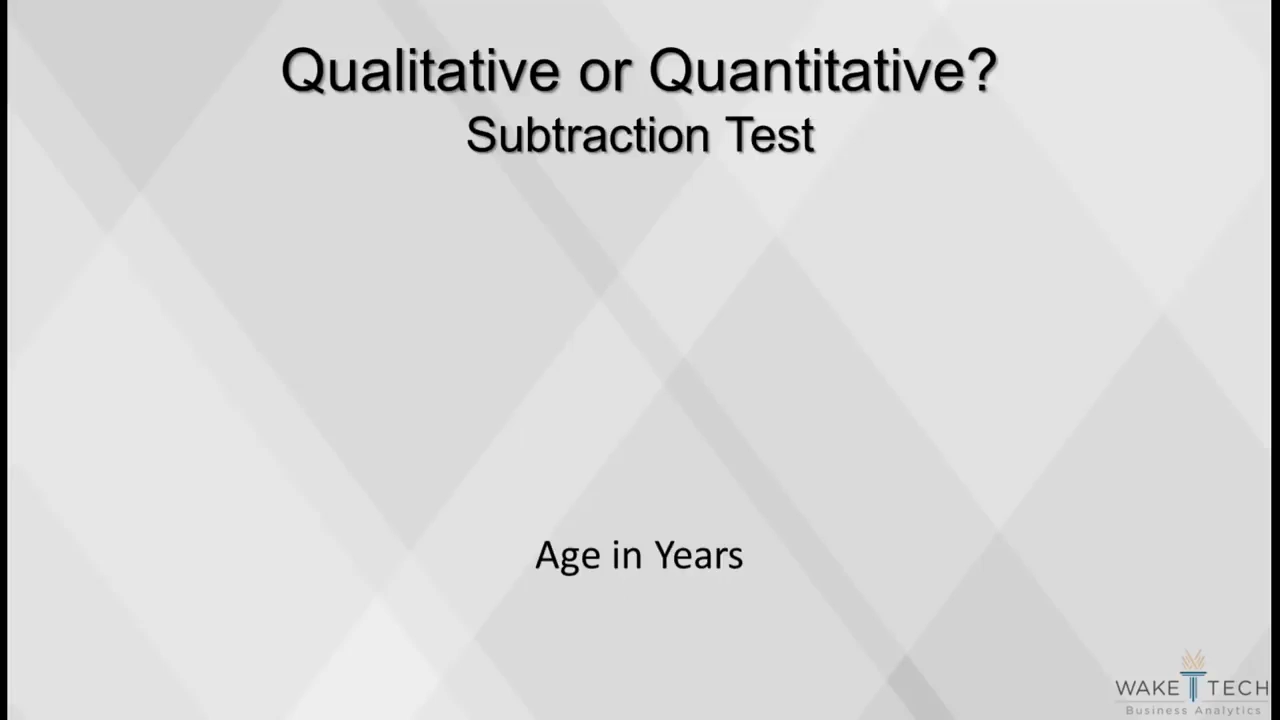 Qualitative or Quantitative?
Subtraction Test
Age in Years
WAKE TECH
Business Analytics